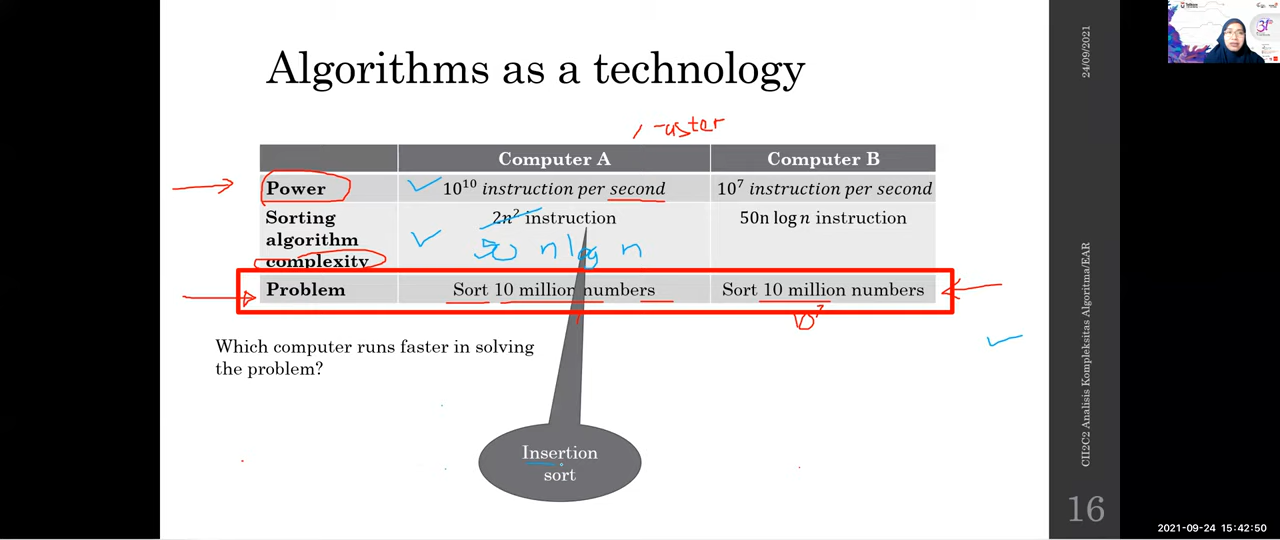 Algorithms as a technology
Computer A Computer B
Power 10¹⁰ instruction per second 10⁷ instruction per second
Sorting algorithm complexity 2n² instruction 50n log n instruction
50 n log n
Problem Sort 10 million numbers Sort 10 million numbers
10⁷
Which computer runs faster in solving
the problem?
Insertion
sort
24/09/2021
CII2C2 Analisis Kompleksitas Algoritma/EAR
16
2021-09-24 15:42:50